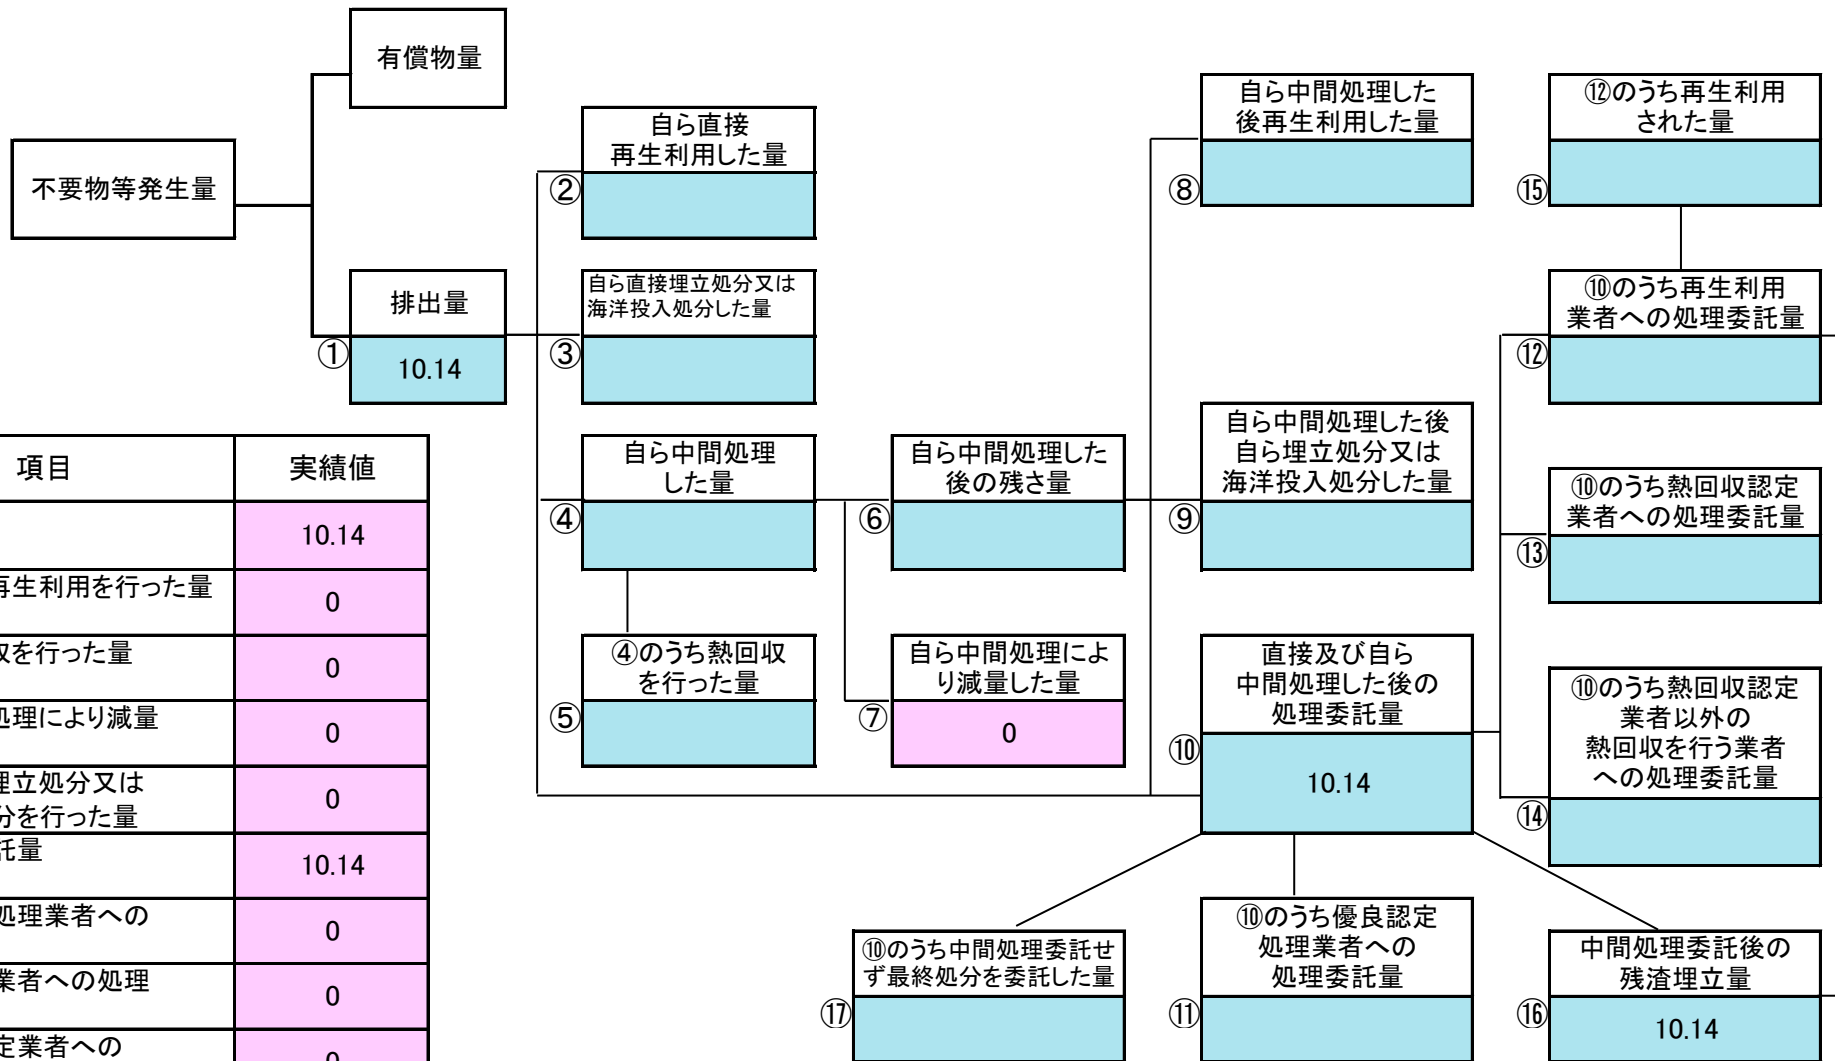 有償物量
不要物等発生量
排出量
①
10.14
自ら直接
再生利用した量
②
自ら直接埋立処分又は
海洋投入処分した量
③
自ら中間処理
した量
④
④のうち熱回収
を行った量
⑤
自ら中間処理した
後の残さ量
⑥
自ら中間処理によ
り減量した量
⑦
0
自ら中間処理した
後再生利用した量
⑧
自ら中間処理した後
自ら埋立処分又は
海洋投入処分した量
⑨
直接及び自ら
中間処理した後の
処理委託量
⑩
10.14
⑫のうち再生利用
された量
⑮
⑩のうち再生利用
業者への処理委託量
⑫
⑩のうち熱回収認定
業者への処理委託量
⑬
⑩のうち熱回収認定
業者以外の
熱回収を行う業者
への処理委託量
⑭
⑩のうち中間処理委託せ
ず最終処分を委託した量
⑰
⑩のうち優良認定
処理業者への
処理委託量
⑪
中間処理委託後の
残渣埋立量
⑯
10.14
項目 実績値
10.14
再生利用を行った量 0
を行った量 0
処理により減量 0
埋立処分又は
分を行った量 0
託量 10.14
処理業者への 0
業者への処理 0
定業者への